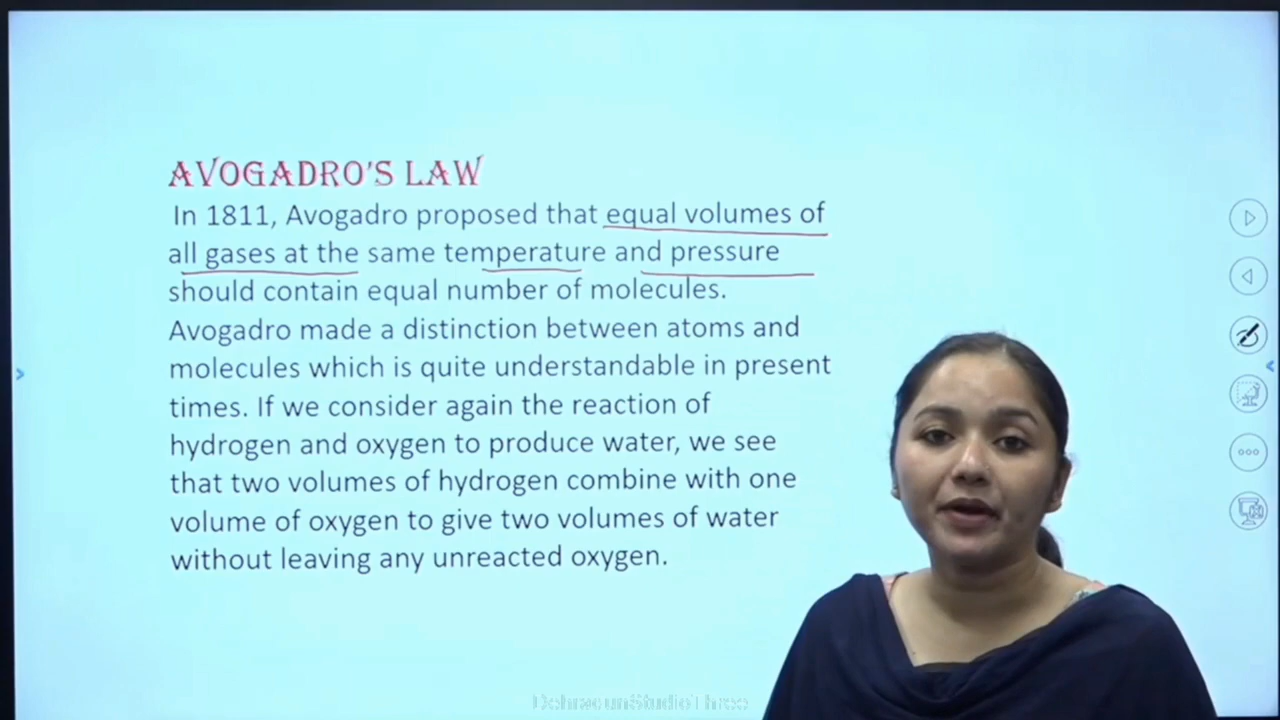 AVOGADRO'S LAW
In 1811, Avogadro proposed that equal volumes of
all gases at the same temperature and pressure
should contain equal number of molecules.
Avogadro made a distinction between atoms and
molecules which is quite understandable in present
times. If we consider again the reaction of
hydrogen and oxygen to produce water, we see
that two volumes of hydrogen combine with one
volume of oxygen to give two volumes of water
without leaving any unreacted oxygen.